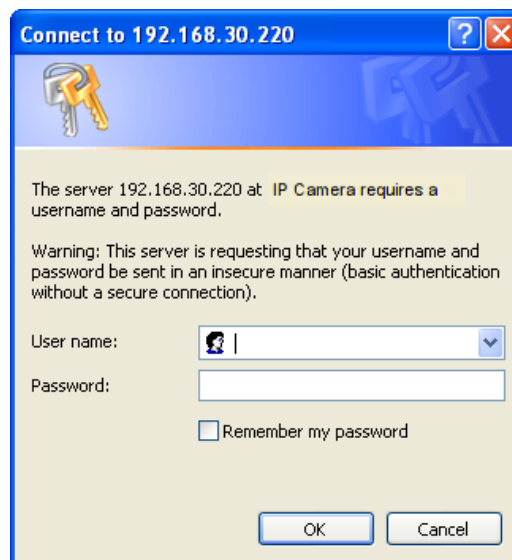 Connect to 192.168.30.220
The server 192.168.30.220 at IP Camera requires a
username and password.
Warning: This server is requesting that your username and
password be sent in an insecure manner (basic authentication
without a secure connection).
User name:
Password:
Remember my password
OK Cancel